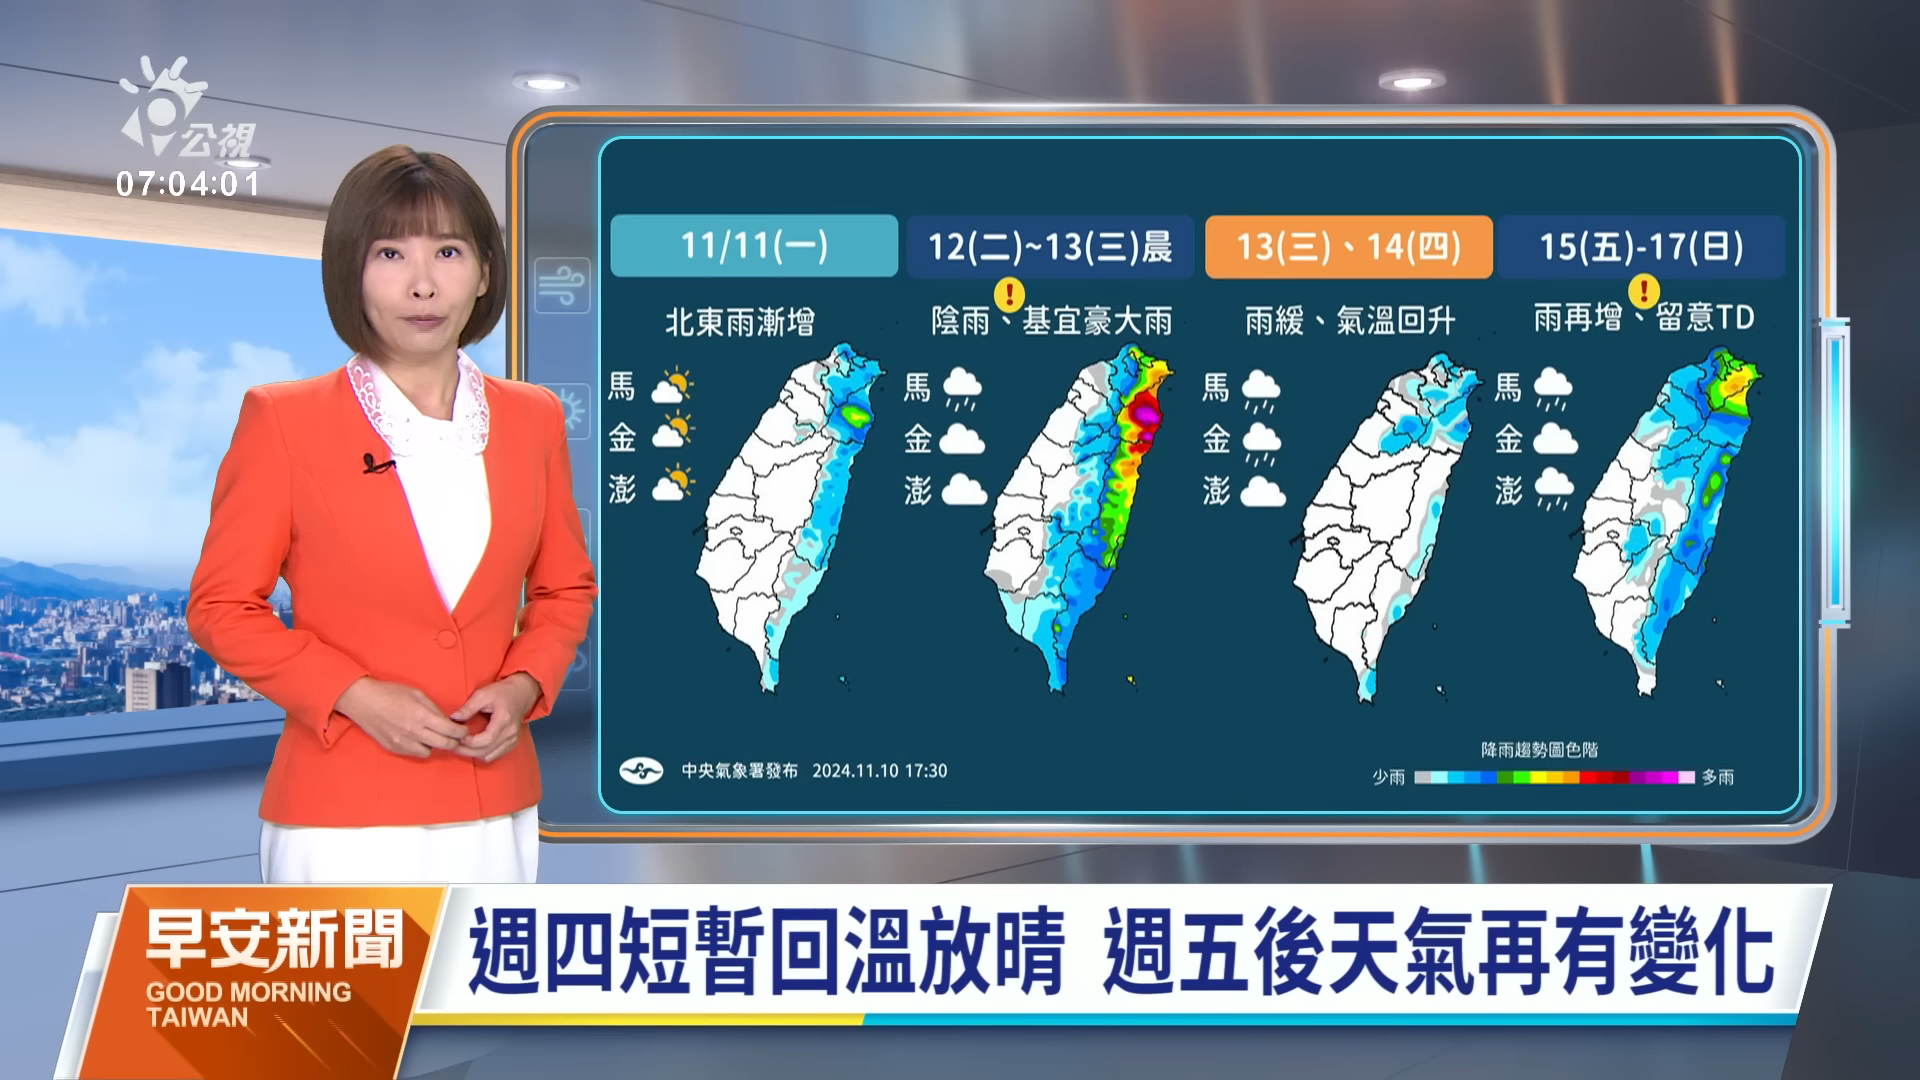 公視
07:04:01
11/11(一)
12(二)~13(三)晨
13(三)、14(四)
15(五)-17(日)
北東雨漸增
陰雨、基宜豪大雨
雨緩、氣溫回升
雨再增、留意TD
馬
金
澎
馬
金
澎
馬
金
澎
馬
金
澎
中央氣象署發布 2024.11.10 17:30
降雨趨勢圖色階
少雨
多雨
早安新聞
GOOD MORNING
TAIWAN
週四短暫回溫放晴 週五後天氣再有變化